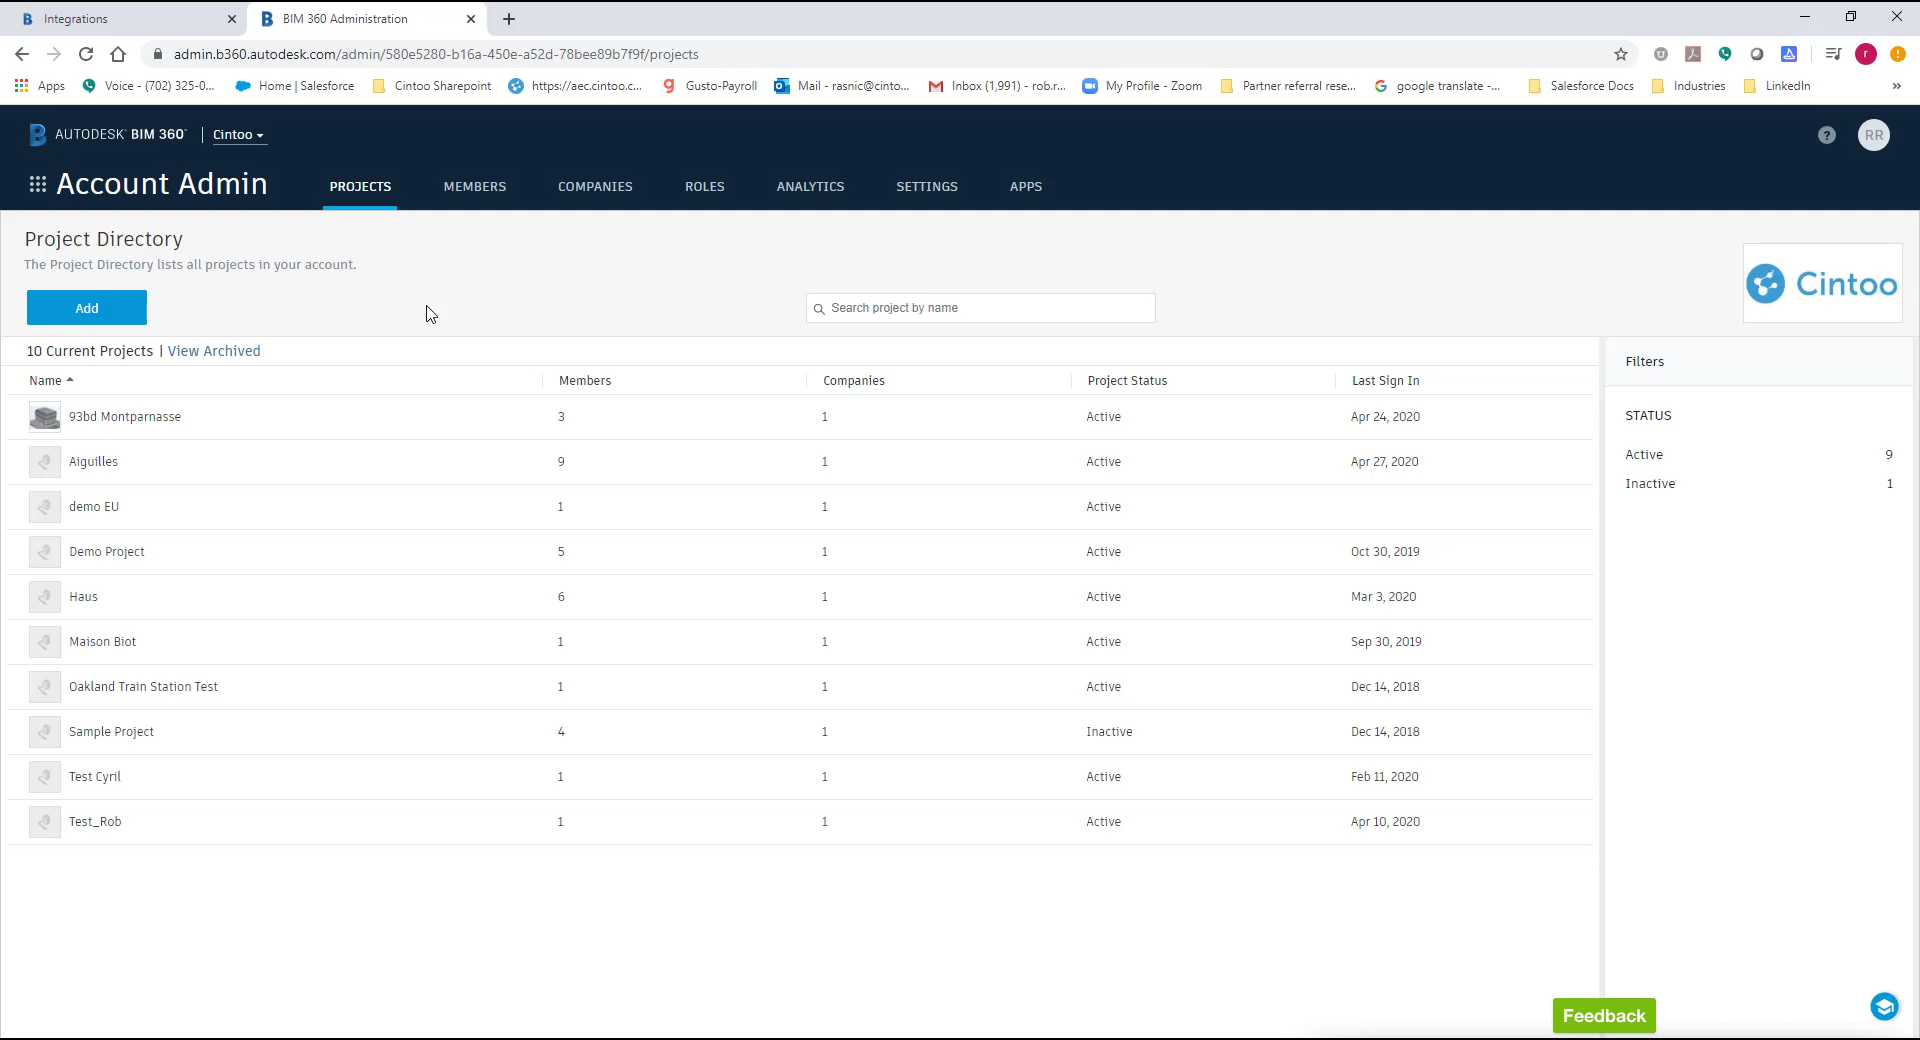 Integrations
BIM 360 Administration
admin.b360.autodesk.com/admin/580e5280-b16a-450e-a52d-78bee89b7f9f/projects
r
Apps
Voice - (702) 325-0...
Home | Salesforce
Cintoo Sharepoint
https://aec.cintoo.c...
Gusto-Payroll
Mail - rasnic@cinto...
Inbox (1,991) - rob.r...
My Profile - Zoom
Partner referral rese...
google translate -...
Salesforce Docs
Industries
LinkedIn
»
AUTODESK® BIM 360™ | Cintoo
?
RR
Account Admin
PROJECTS
MEMBERS
COMPANIES
ROLES
ANALYTICS
SETTINGS
APPS
Project Directory
The Project Directory lists all projects in your account.
Add
Search project by name
Cintoo
10 Current Projects | View Archived
Name Members Companies Project Status Last Sign In
93bd Montparnasse 3 1 Active Apr 24, 2020
Aiguilles 9 1 Active Apr 27, 2020
demo EU 1 1 Active
Demo Project 5 1 Active Oct 30, 2019
Haus 6 1 Active Mar 3, 2020
Maison Biot 1 1 Active Sep 30, 2019
Oakland Train Station Test 1 1 Active Dec 14, 2018
Sample Project 4 1 Inactive Dec 14, 2018
Test Cyril 1 1 Active Feb 11, 2020
Test_Rob 1 1 Active Apr 10, 2020
Filters
STATUS
Active 9
Inactive 1
Feedback